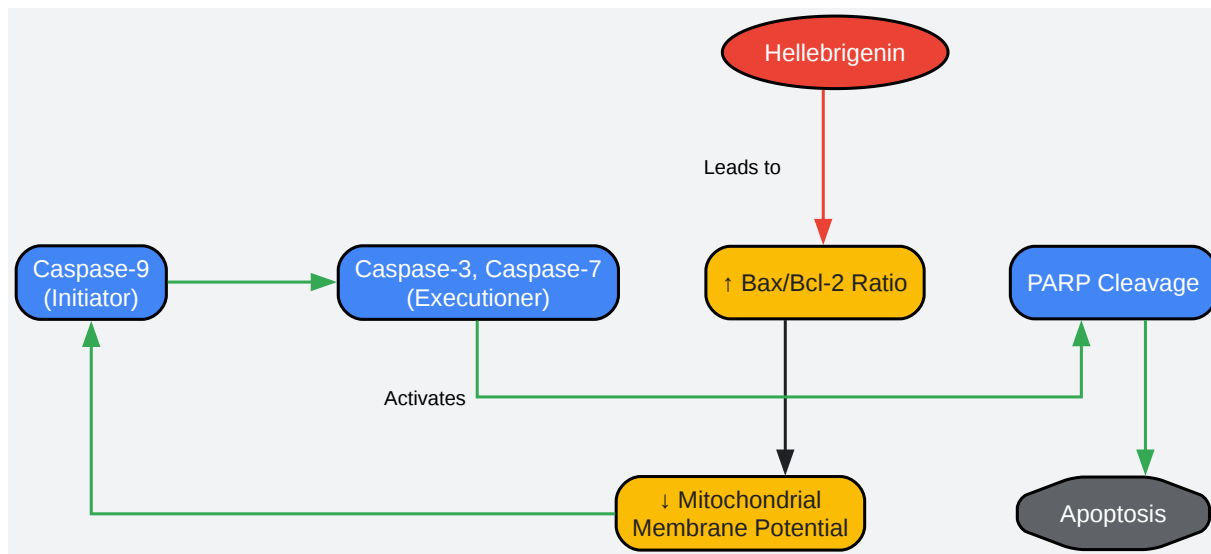 Hellebrigenin
Leads to
Caspase-9
(Initiator)
Caspase-3, Caspase-7
(Executioner)
↑ Bax/Bcl-2 Ratio
PARP Cleavage
Activates
↓ Mitochondrial
Membrane Potential
Apoptosis